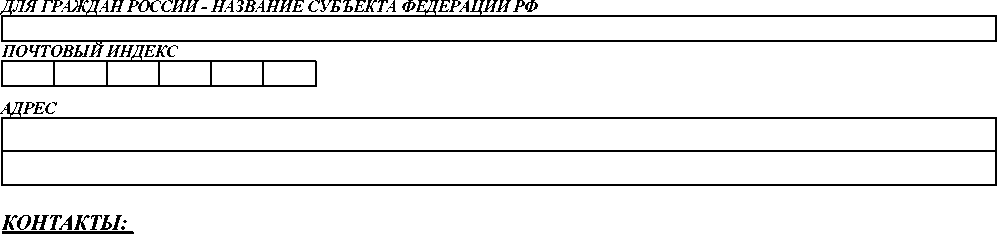 ДЛЯ ГРАЖДАН РОССИИ - НАЗВАНИЕ СУБЪЕКТА ФЕДЕРАЦИИ РФ
ПОЧТОВЫЙ ИНДЕКС
АДРЕС
КОНТАКТЫ: